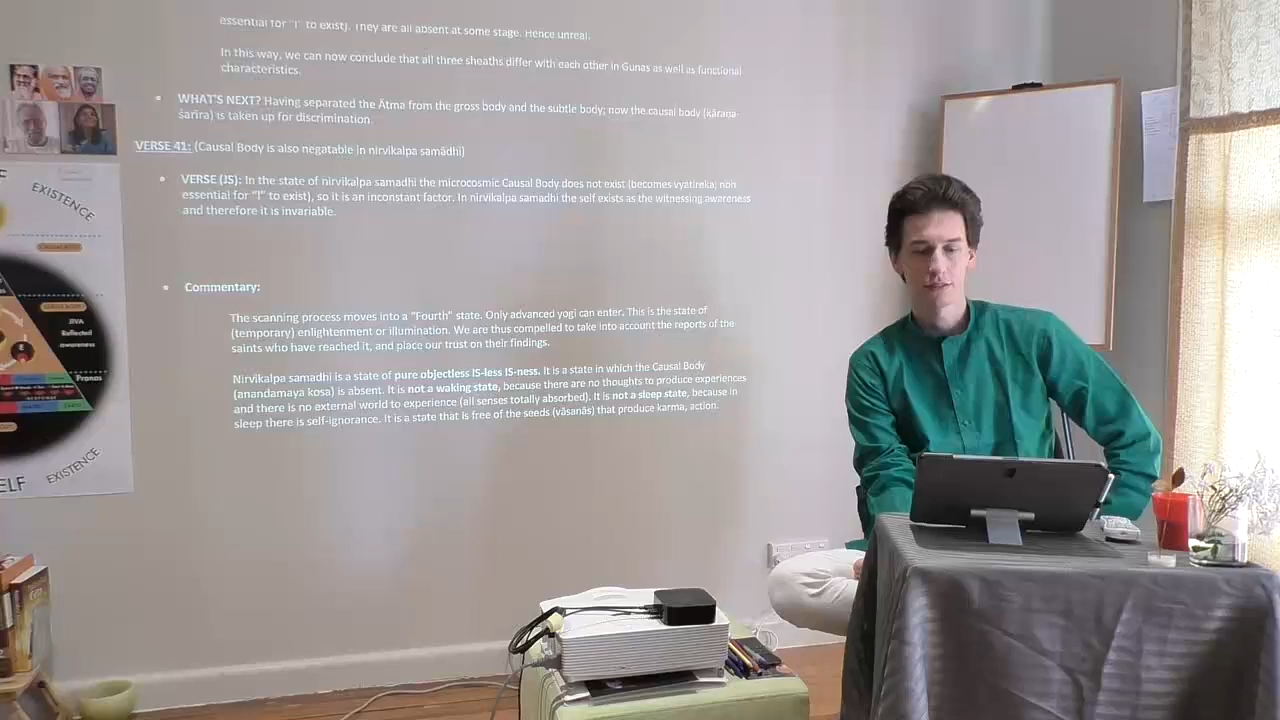 essential for "I" to exist). They are all absent at some stage. Hence unreal.
In this way, we can now conclude that all three sheaths differ with each other in Gunas as well as functional
characteristics.
WHAT'S NEXT? Having separated the Ātma from the gross body and the subtle body; now the causal body (kāraṇa-
śarīra) is taken up for discrimination.
VERSE 41: (Causal Body is also negatable in nirvikalpa samādhi)
VERSE (JS): In the state of nirvikalpa samadhi the microcosmic Causal Body does not exist (becomes vyatireka; non
essential for "I" to exist), so it is an inconstant factor. In nirvikalpa samadhi the self exists as the witnessing awareness
and therefore it is invariable.
Commentary:
The scanning process moves into a "Fourth" state. Only advanced yogi can enter. This is the state of
(temporary) enlightenment or illumination. We are thus compelled to take into account the reports of the
saints who have reached it, and place our trust on their findings.
Nirvikalpa samadhi is a state of pure objectless IS-less IS-ness. It is a state in which the Causal Body
(anandamaya kosa) is absent. It is not a waking state, because there are no thoughts to produce experiences
and there is no external world to experience (all senses totally absorbed). It is not a sleep state, because in
sleep there is self-ignorance. It is a state that is free of the seeds (vāsanās) that produce karma, action.
EXISTENCE
JIVA
Reflected
awareness
Pranas
ELF
EXISTENCE